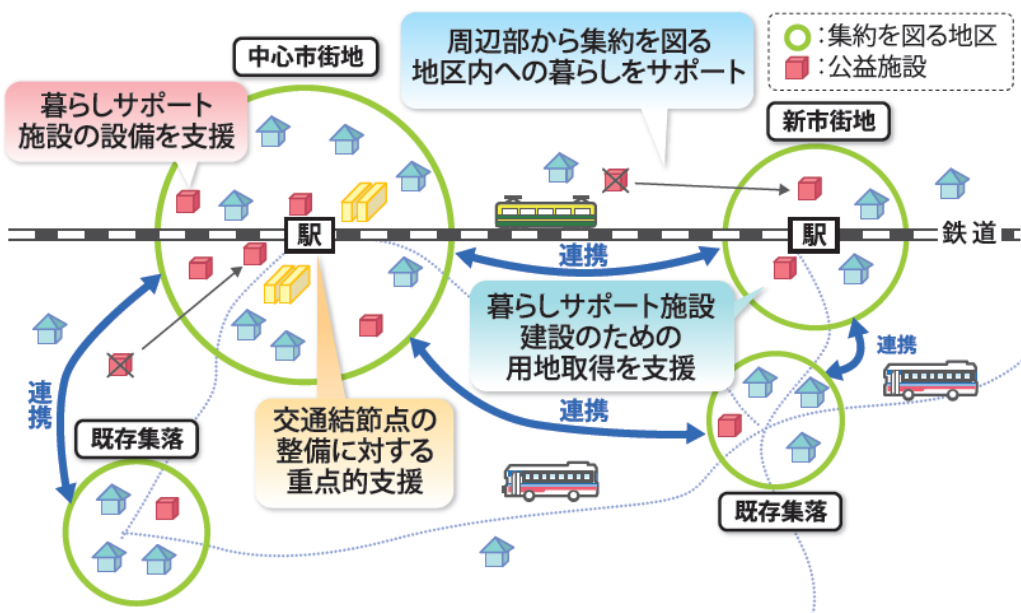 中心市街地
周辺部から集約を図る
地区内への暮らしをサポート
：集約を図る地区
：公益施設
暮らしサポート
施設の設備を支援
新市街地
駅
駅
鉄道
連携
暮らしサポート施設
建設のための
用地取得を支援
連携
連携
連携
交通結節点の
整備に対する
重点的支援
既存集落
既存集落